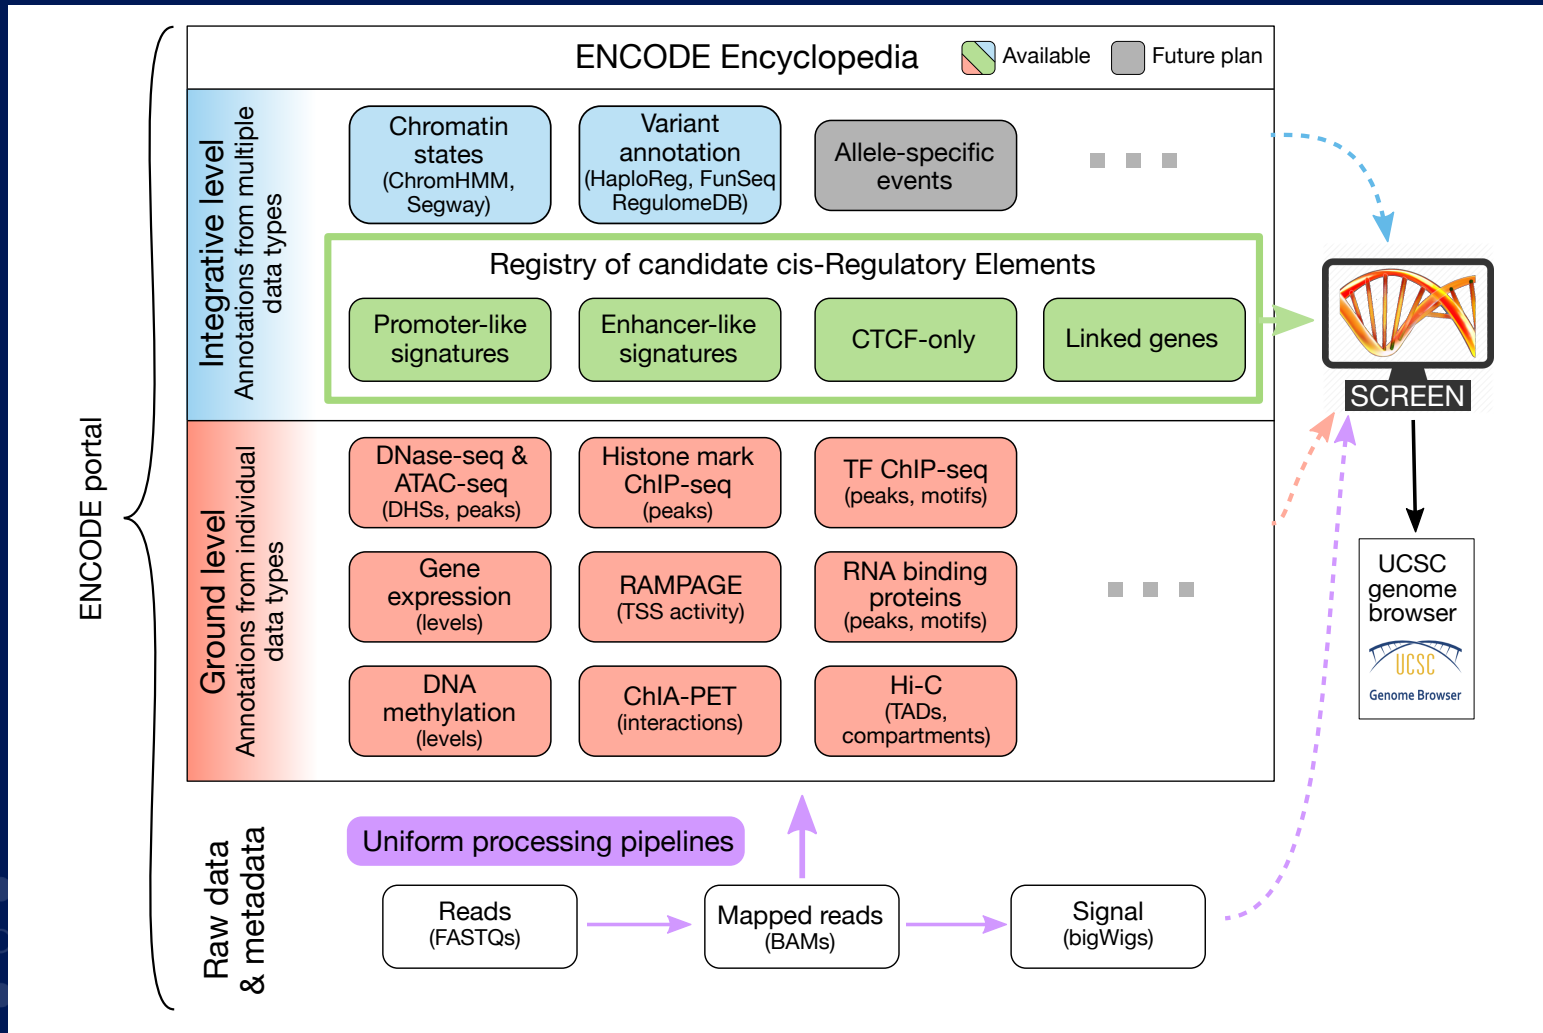 ENCODE Encyclopedia
Available
Future plan
ENCODE portal
Integrative level
Annotations from multiple
data types
Chromatin
states
(ChromHMM,
Segway)
Variant
annotation
(HaploReg, FunSeq
RegulomeDB)
Allele-specific
events
Registry of candidate cis-Regulatory Elements
Promoter-like
signatures
Enhancer-like
signatures
CTCF-only
Linked genes
SCREEN
Ground level
Annotations from individual
data types
DNase-seq &
ATAC-seq
(DHSs, peaks)
Histone mark
ChIP-seq
(peaks)
TF ChIP-seq
(peaks, motifs)
Gene
expression
(levels)
RAMPAGE
(TSS activity)
RNA binding
proteins
(peaks, motifs)
DNA
methylation
(levels)
ChIA-PET
(interactions)
Hi-C
(TADs,
compartments)
UCSC
genome
browser
UCSC
Genome Browser
Raw data
& metadata
Uniform processing pipelines
Reads
(FASTQs)
Mapped reads
(BAMs)
Signal
(bigWigs)